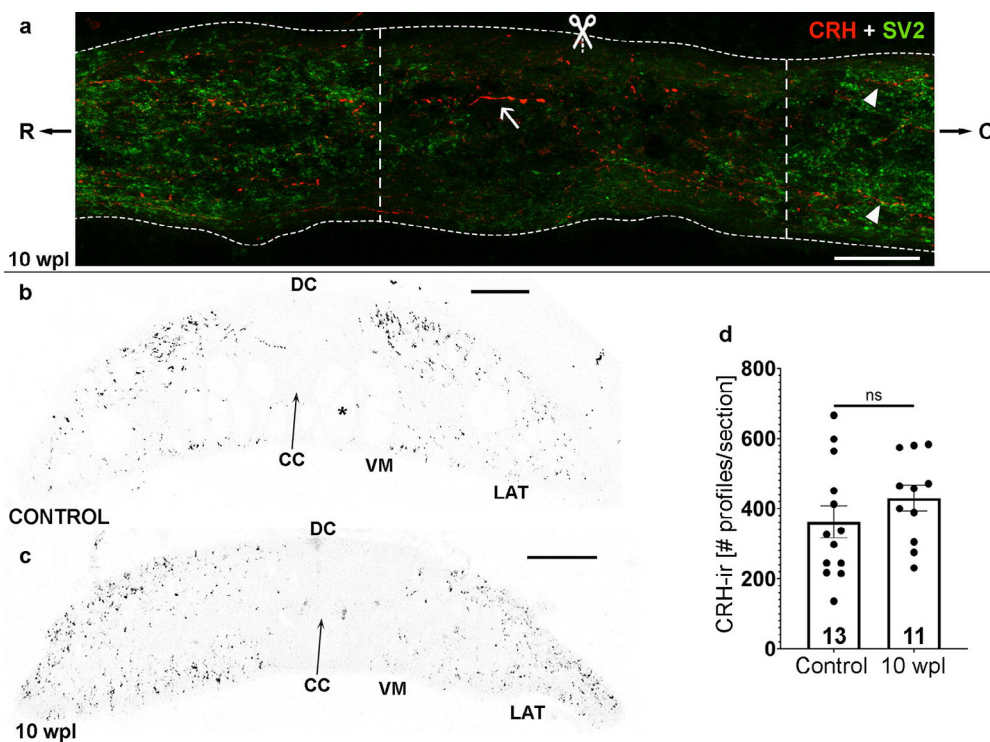 a
CRH + SV2
R
C
10 wpl
b
DC
*
CC
VM
LAT
CONTROL
c
DC
CC
VM
LAT
10 wpl
d
800
600
400
200
0
CRH-ir [# profiles/section]
ns
13
11
Control
10 wpl